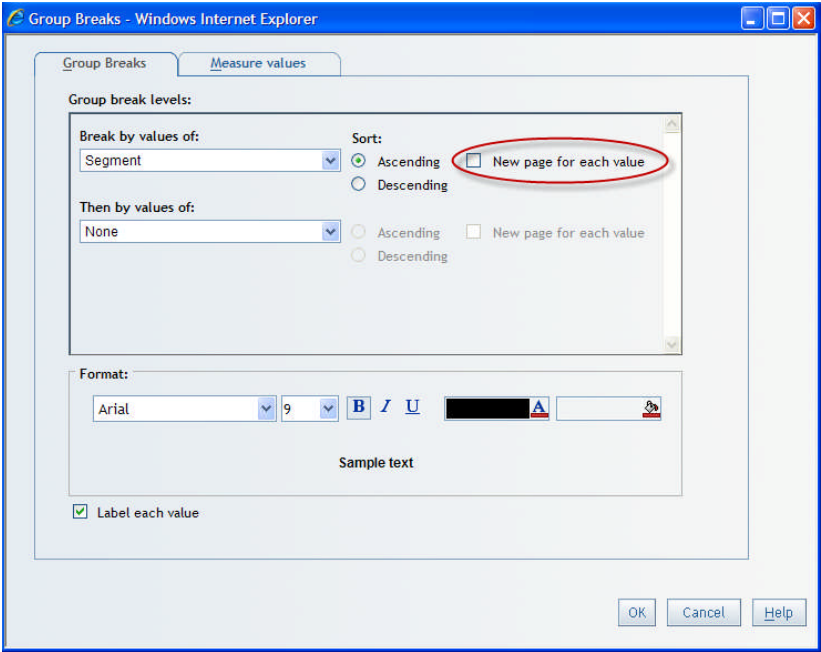 Group Breaks - Windows Internet Explorer
Group Breaks Measure values
Group break levels:
Break by values of: Sort:
Segment Ascending New page for each value
Descending
Then by values of:
None Ascending New page for each value
Descending
Format:
Arial 9 B I U A
Sample text
Label each value
OK Cancel Help